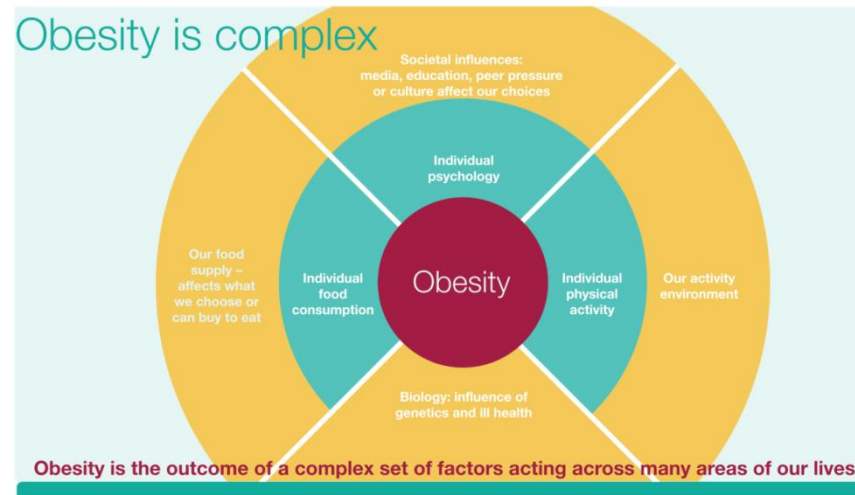 Obesity is complex
Societal influences:
media, education, peer pressure
or culture affect our choices
Individual
psychology
Our food
supply –
affects what
we choose or
can buy to eat
Individual
food
consumption
Obesity
Individual
physical
activity
Our activity
environment
Biology: influence of
genetics and ill health
Obesity is the outcome of a complex set of factors acting across many areas of our lives